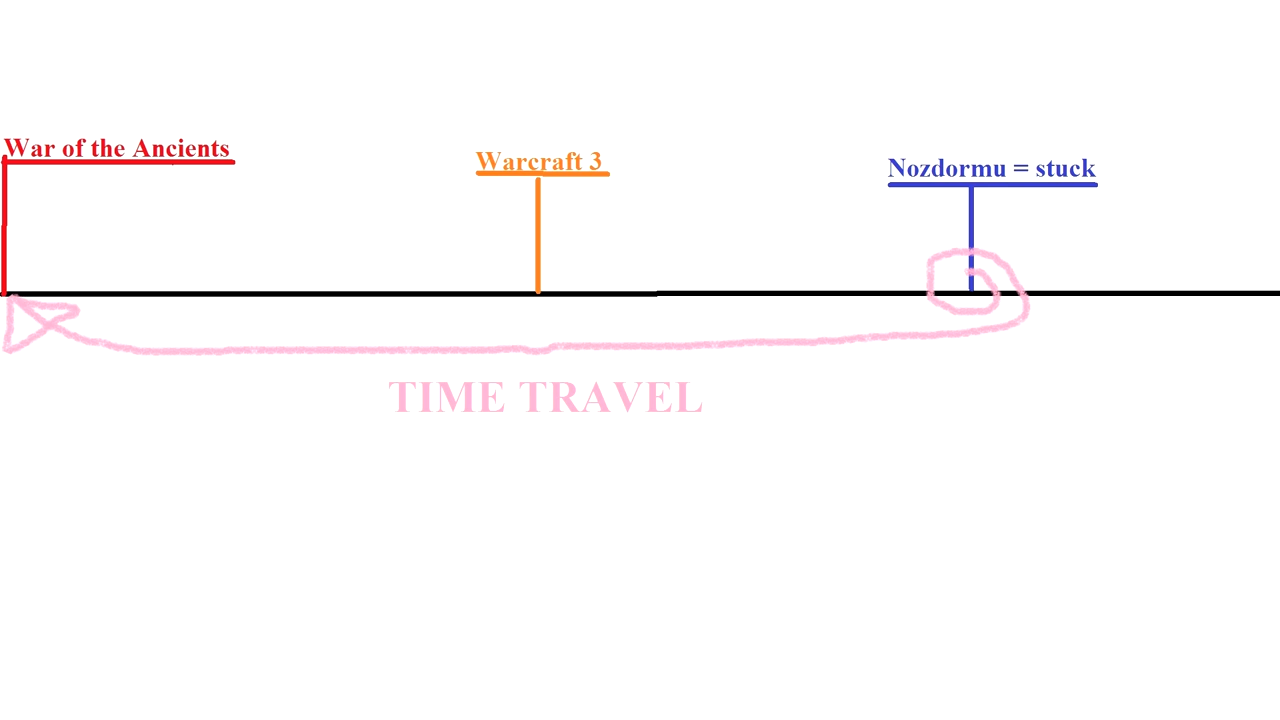 War of the Ancients
Warcraft 3
Nozdormu = stuck
TIME TRAVEL